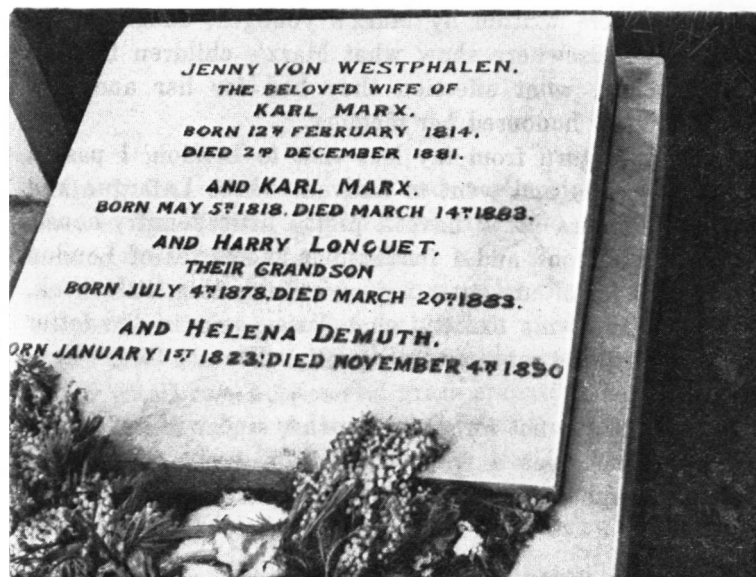 JENNY VON WESTPHALEN.
THE BELOVED WIFE OF
KARL MARX.
BORN 12TH FEBRUARY 1814.
DIED 2ND DECEMBER 1881.
AND KARL MARX.
BORN MAY 5TH 1818. DIED MARCH 14TH 1883.
AND HARRY LONGUET.
THEIR GRANDSON
BORN JULY 4TH 1878. DIED MARCH 20TH 1883.
AND HELENA DEMUTH.
ORN JANUARY 1ST 1823: DIED NOVEMBER 4TH 1890